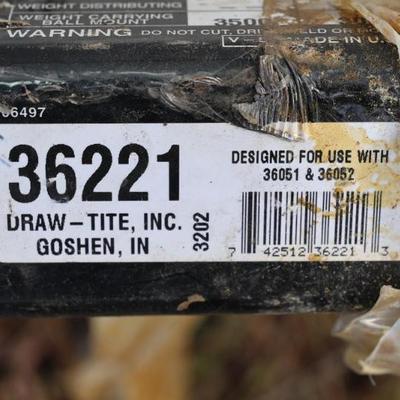 WEIGHT DISTRIBUTING
WEIGHT CARRYING
BALL MOUNT
WARNING DO NOT CUT,
MADE IN U.
06497
36221
DRAW-TITE, INC.
GOSHEN, IN
3202
DESIGNED FOR USE WITH
36051 & 36052
7 42512 36221 3